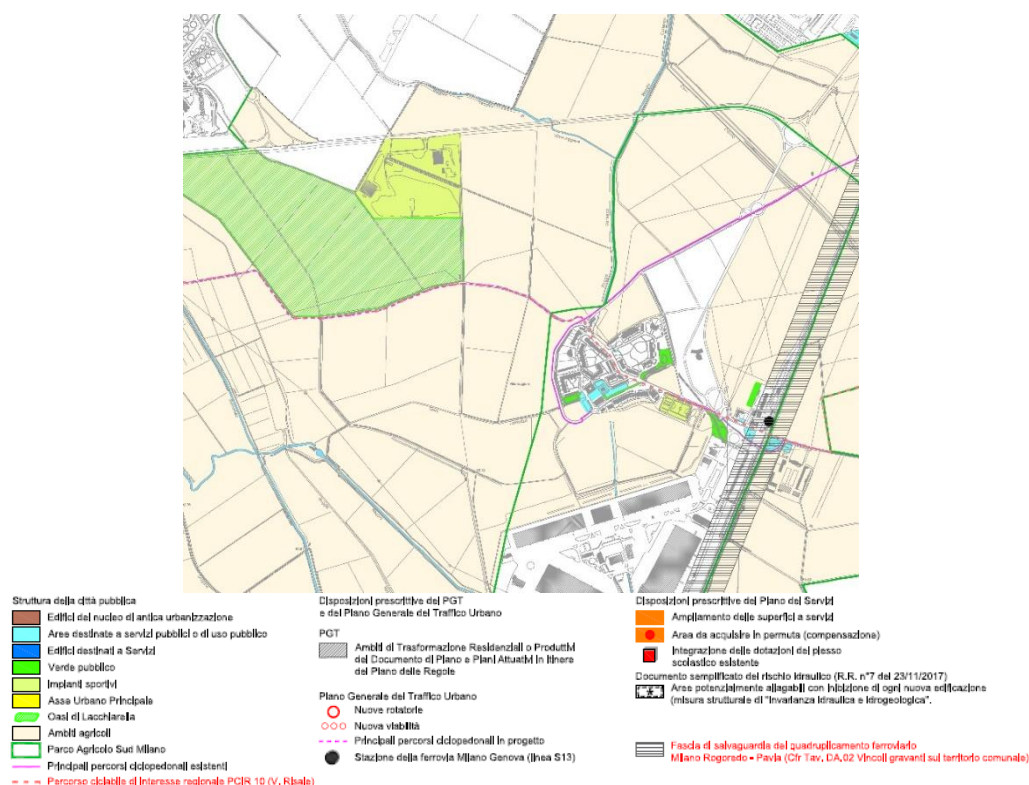 Struttura della città pubblica
Edifici del nucleo di antica urbanizzazione
Aree destinate a servizi pubblici o di uso pubblico
Edifici destinati a Servizi
Verde pubblico
Impianti sportivi
Asse Urbano Principale
Oasi di Lacchiarella
Ambiti agricoli
Parco Agricolo Sud Milano
Principali percorsi ciclopedonali esistenti
Percorso ciclabile di interesse regionale PCIR 10 (V. Risaie)
Disposizioni prescrittive del PGT
e del Piano Generale del Traffico Urbano
PGT
Ambiti di Trasformazione Residenziali o Produttivi
del Documento di Piano e Piani Attuativi in itinere
del Piano delle Regole
Piano Generale del Traffico Urbano
Nuove rotatorie
Nuova viabilità
Principali percorsi ciclopedonali in progetto
Stazione della ferrovia Milano Genova (linea S13)
Disposizioni prescrittive del Piano dei Servizi
Ampliamento delle superfici a servizi
Area da acquisire in permuta (compensazione)
Integrazione delle dotazioni del plesso
scolastico esistente
Documento semplificato del rischio idraulico (R.R. n°7 del 23/11/2017)
Aree potenzialmente allagabili con inibizione di ogni nuova edificazione
(misura strutturale di "Invarianza idraulica e idrogeologica".
Fascia di salvaguardia del quadruplicamento ferroviario
Milano Rogoredo - Pavia (Cfr Tav. DA.02 Vincoli gravanti sul territorio comunale)